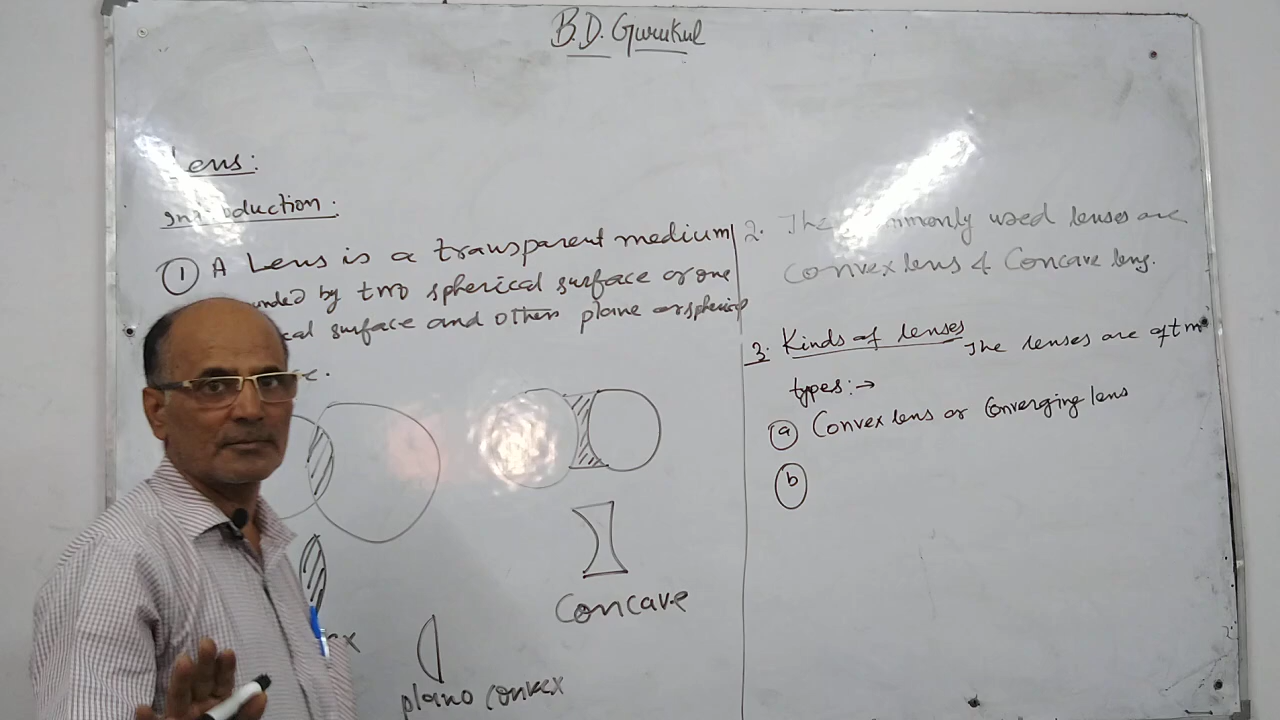 B.D. Gurukul
Lens:
Introduction:
① A Lens is a transparent medium
by two spherical surface or one
surface and other plane or spherical
Concave
plano convex
2. The commonly used lenses are
Convex lens & Concave lens.
3. Kinds of lenses The lenses are of two
types:→
ⓐ Convex lens or Converging lens
ⓑ